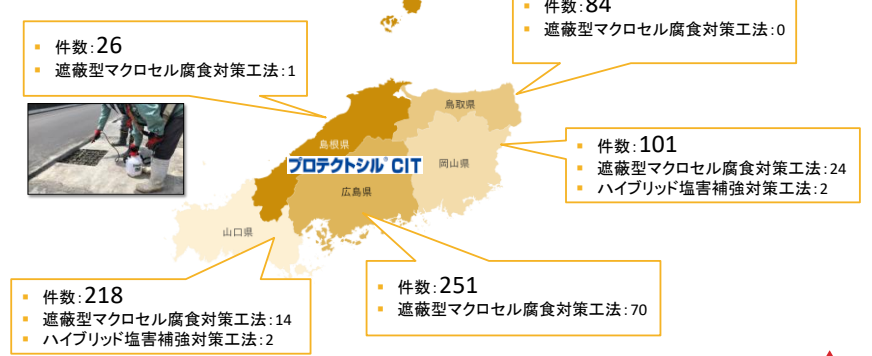 件数:84
遮蔽型マクロセル腐食対策工法:0
件数:26
遮蔽型マクロセル腐食対策工法:1
鳥取県
島根県
プロテクトシル® CIT
岡山県
広島県
山口県
件数:101
遮蔽型マクロセル腐食対策工法:24
ハイブリッド塩害補強対策工法:2
件数:251
遮蔽型マクロセル腐食対策工法:70
件数:218
遮蔽型マクロセル腐食対策工法:14
ハイブリッド塩害補強対策工法:2